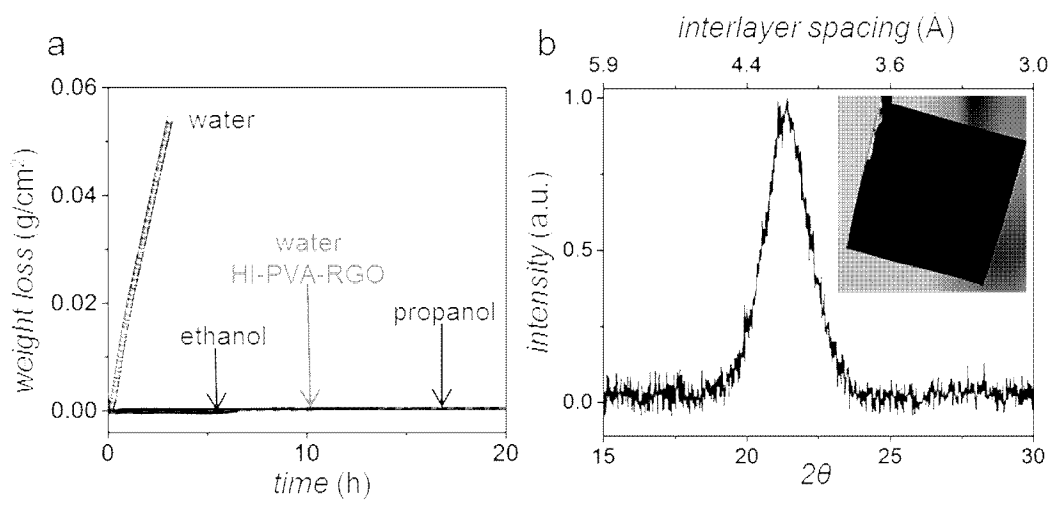 a
0.06
0.04
0.02
0.00
weight loss (g/cm²)
water
water
HI-PVA-RGO
ethanol
propanol
0
10
20
time (h)
b
interlayer spacing (Å)
5.9 4.4 3.6 3.0
1.0
0.5
0.0
intensity (a.u.)
15 20 25 30
2θ